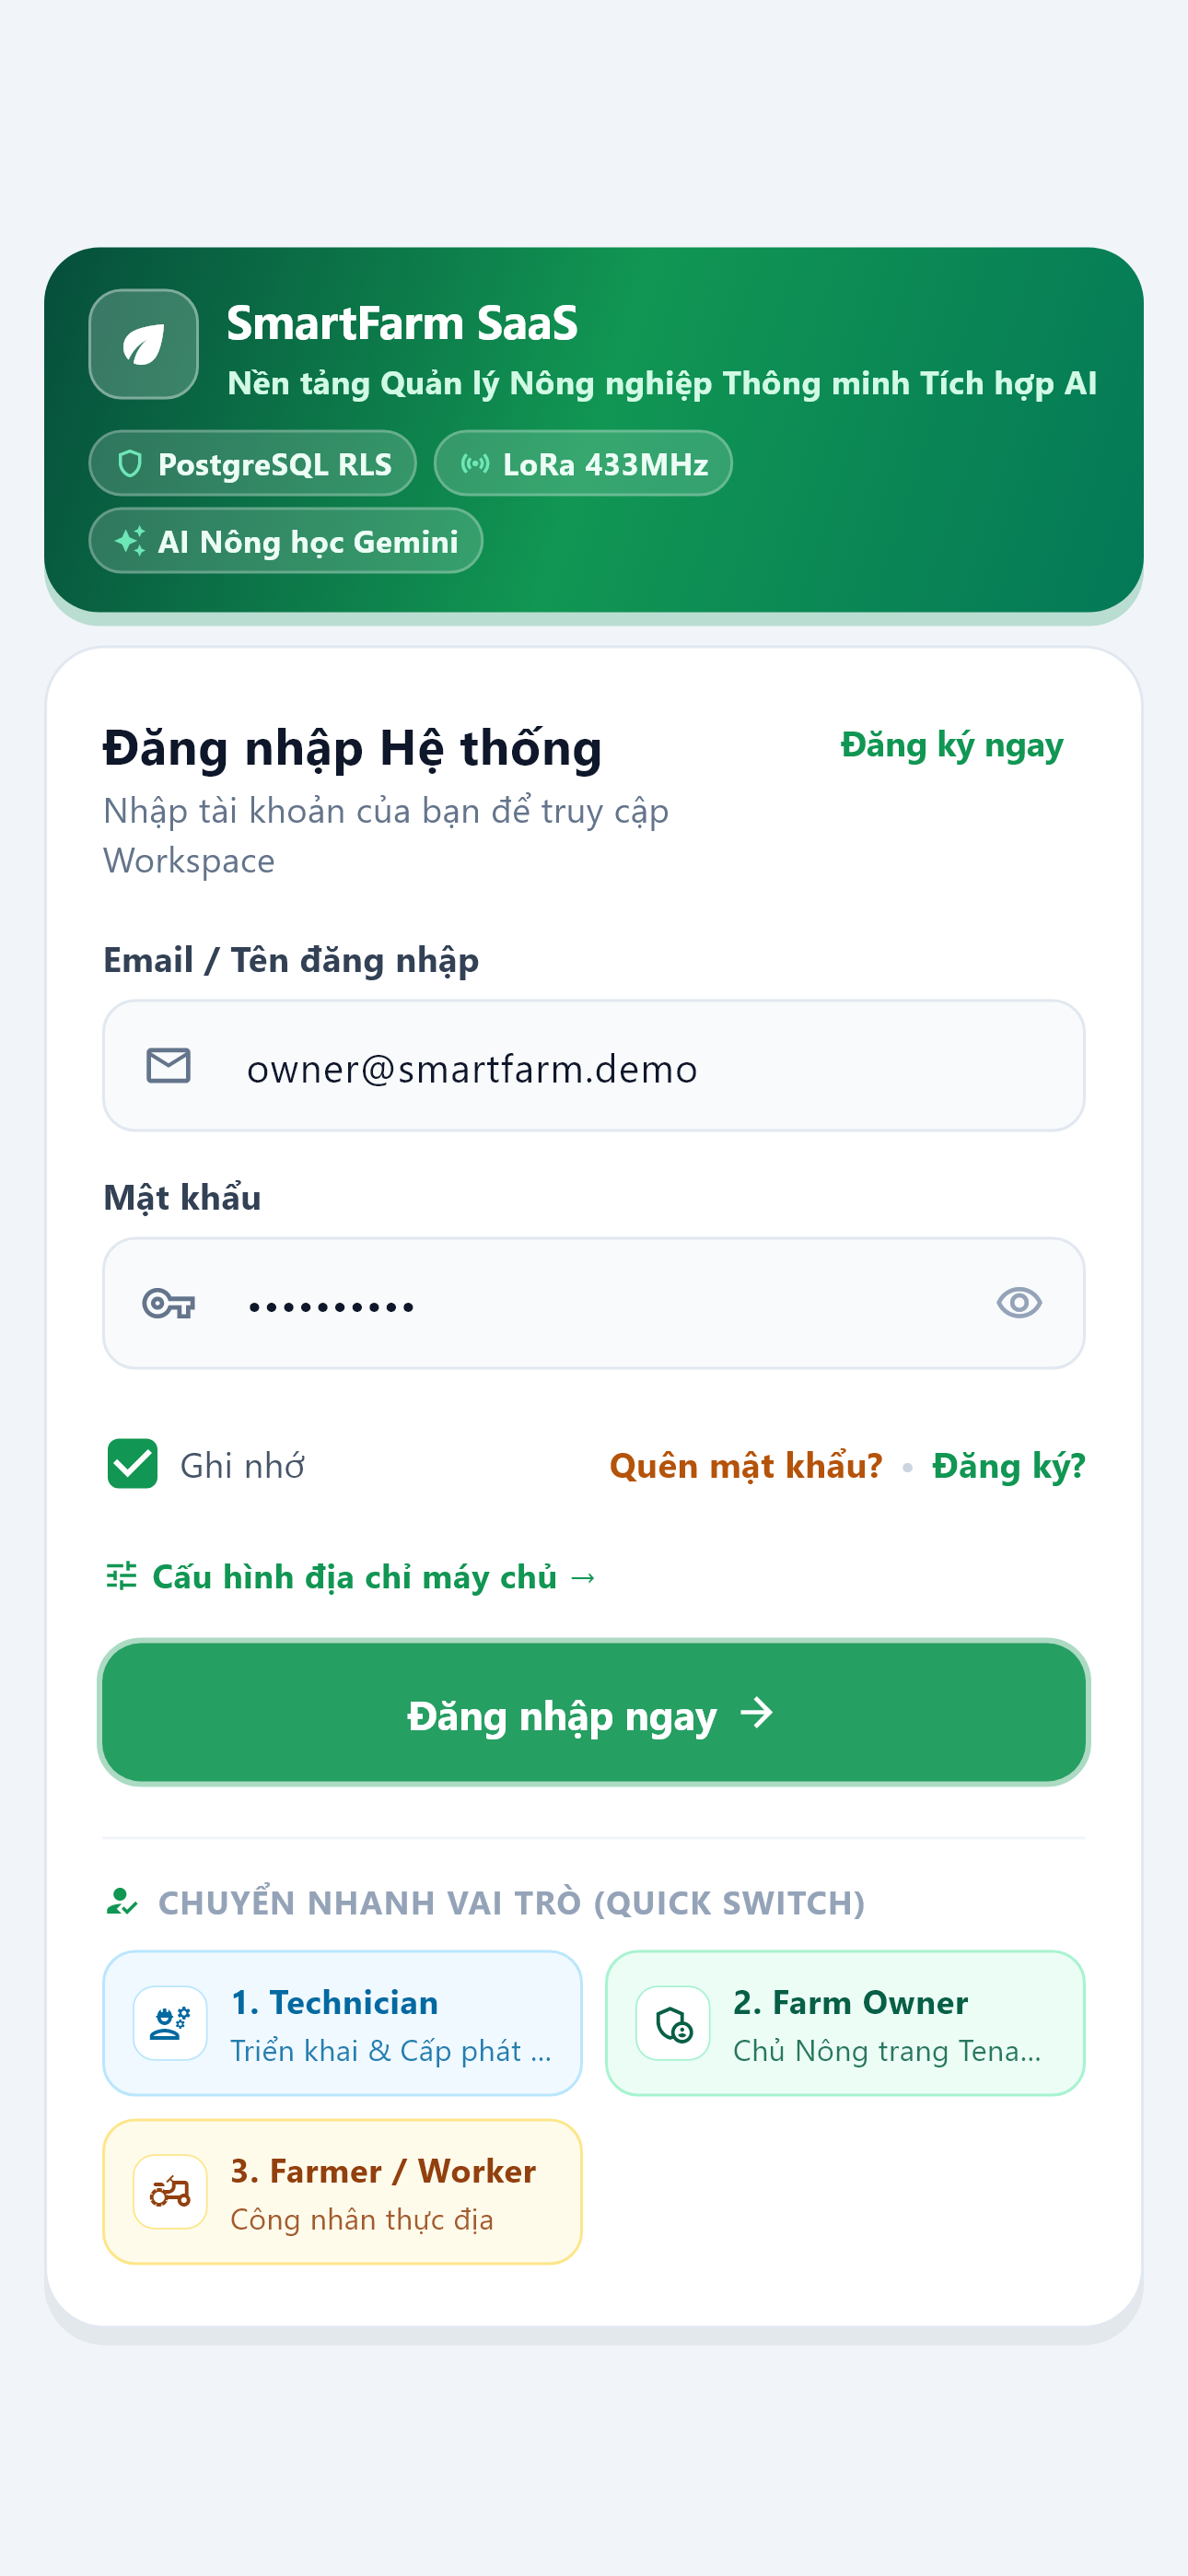 SmartFarm SaaS
Nền tảng Quản lý Nông nghiệp Thông minh Tích hợp AI
PostgreSQL RLS
LoRa 433MHz
AI Nông học Gemini
Đăng nhập Hệ thống
Đăng ký ngay
Nhập tài khoản của bạn để truy cập
Workspace
Email / Tên đăng nhập
owner@smartfarm.demo
Mật khẩu
••••••••••
Ghi nhớ
Quên mật khẩu? • Đăng ký?
Cấu hình địa chỉ máy chủ →
Đăng nhập ngay →
CHUYỂN NHANH VAI TRÒ (QUICK SWITCH)
1. Technician
Triển khai & Cấp phát ...
2. Farm Owner
Chủ Nông trang Tena...
3. Farmer / Worker
Công nhân thực địa